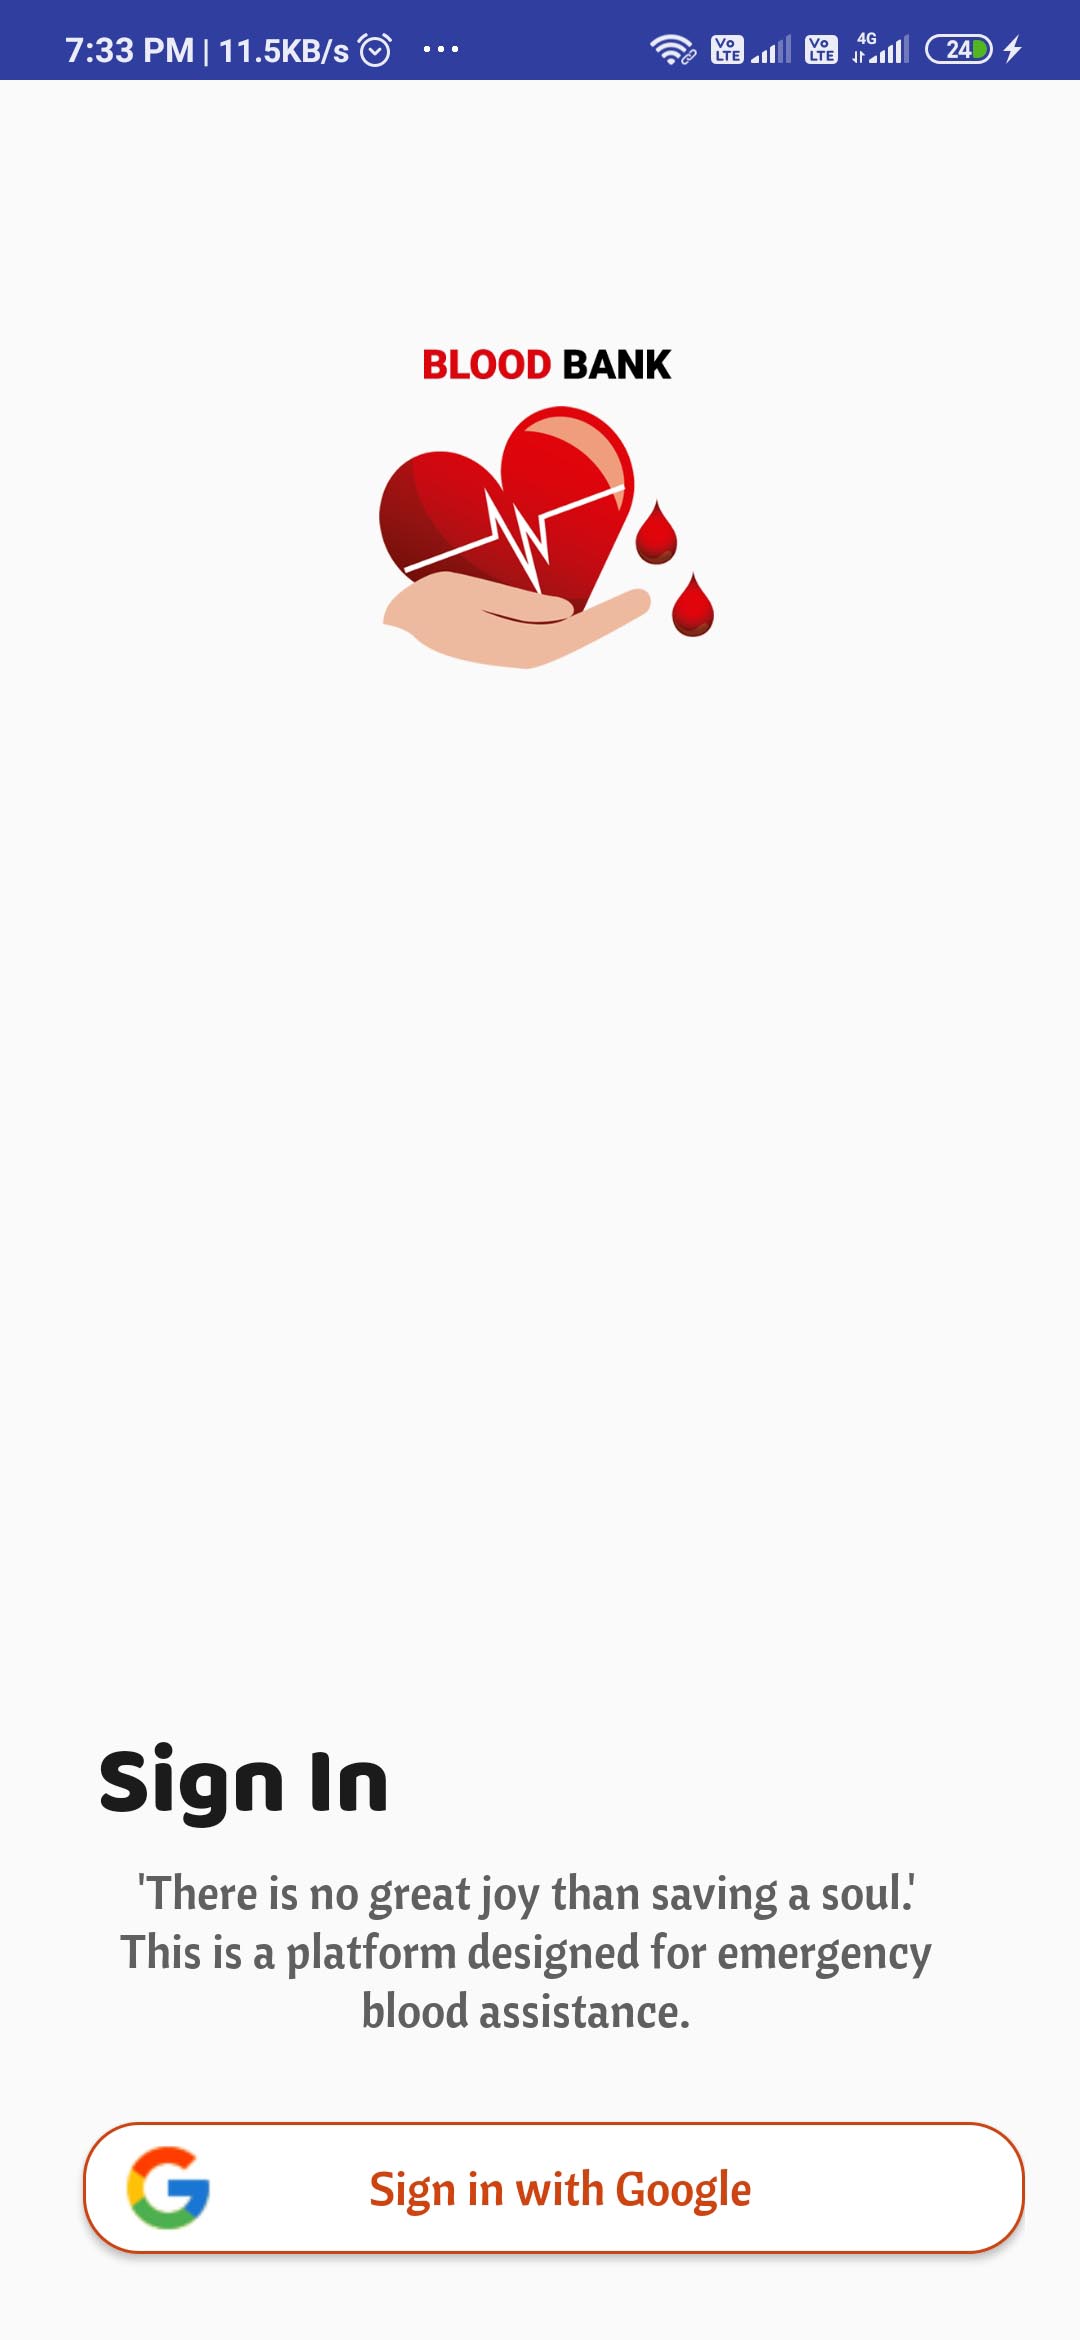 7:33 PM | 11.5KB/s ... Vo LTE Vo LTE 4G 24
BLOOD BANK
Sign In
'There is no great joy than saving a soul.'
This is a platform designed for emergency
blood assistance.
Sign in with Google